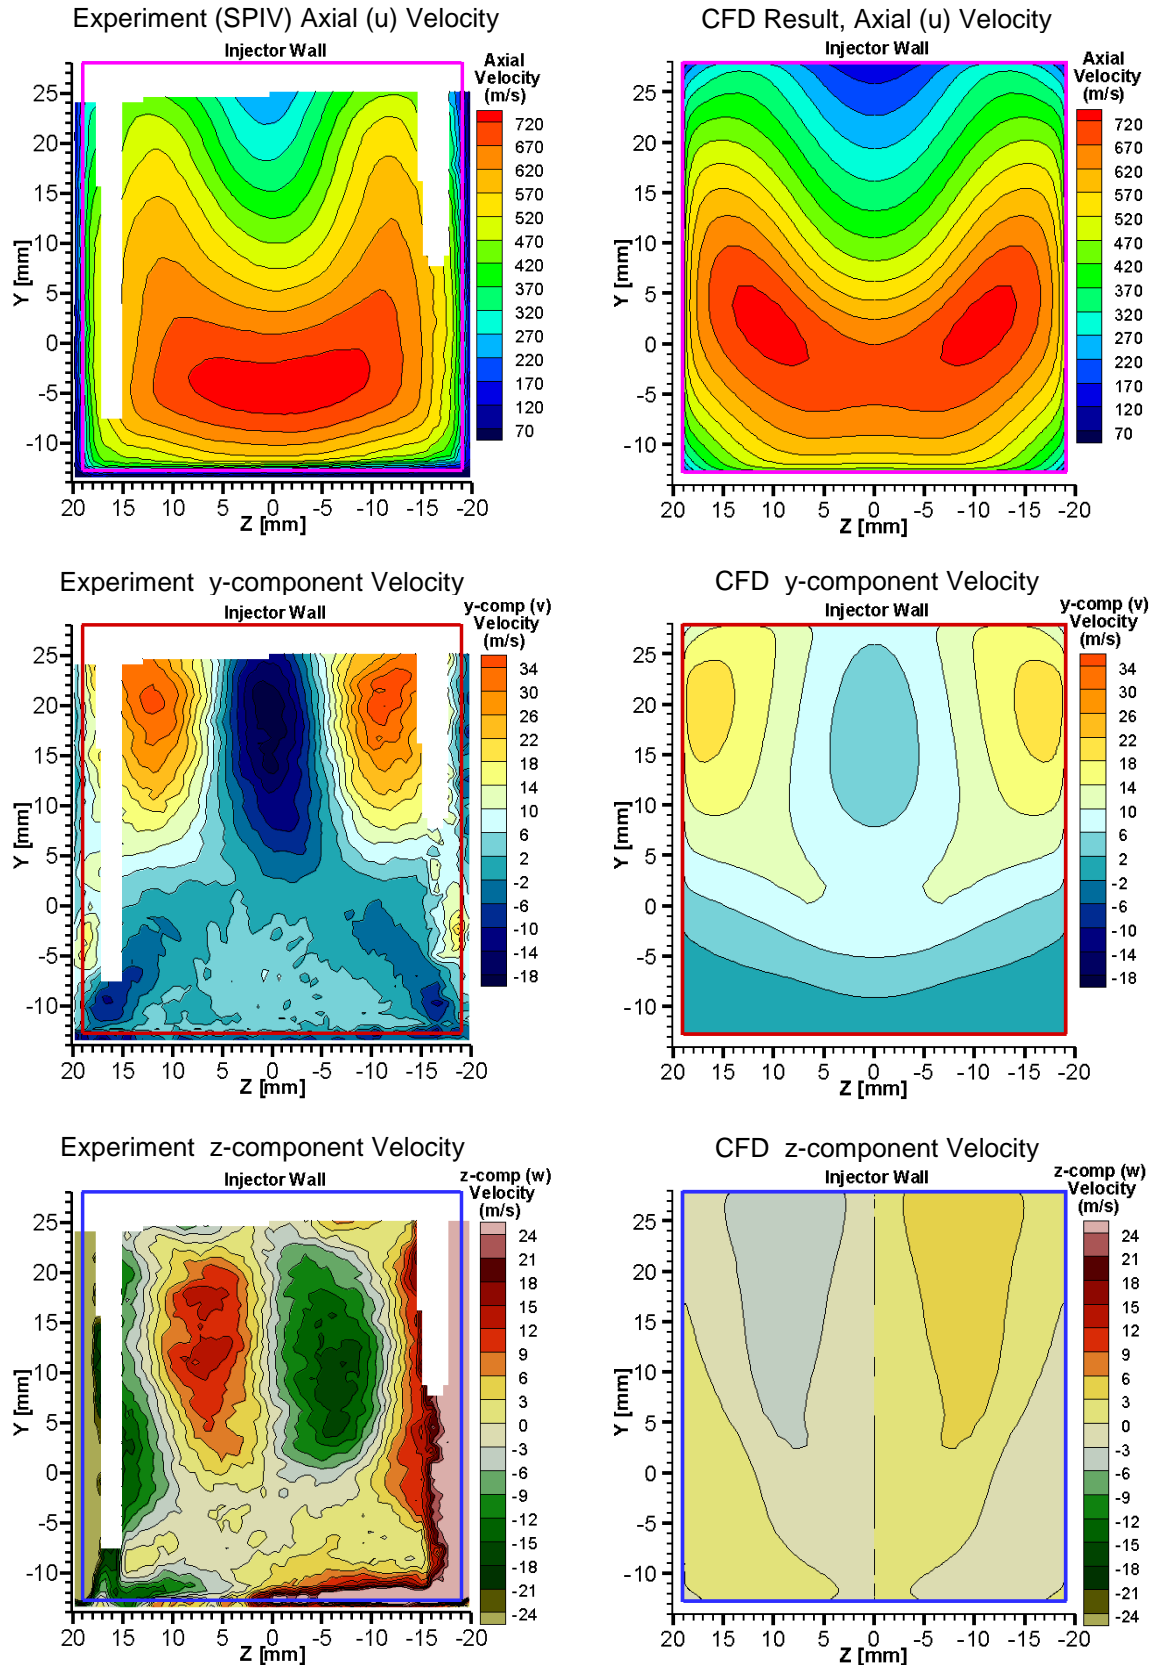 Experiment (SPIV) Axial (u) Velocity
Injector Wall
Axial
Velocity
(m/s)
720
670
620
570
520
470
420
370
320
270
220
170
120
70
25
20
15
10
5
0
-5
-10
Y [mm]
20 15 10 5 0 -5 -10 -15 -20
Z [mm]
CFD Result, Axial (u) Velocity
Injector Wall
Axial
Velocity
(m/s)
720
670
620
570
520
470
420
370
320
270
220
170
120
70
25
20
15
10
5
0
-5
-10
Y [mm]
20 15 10 5 0 -5 -10 -15 -20
Z [mm]
Experiment y-component Velocity
Injector Wall
y-comp (v)
Velocity
(m/s)
34
30
26
22
18
14
10
6
2
-2
-6
-10
-14
-18
25
20
15
10
5
0
-5
-10
Y [mm]
20 15 10 5 0 -5 -10 -15 -20
Z [mm]
CFD y-component Velocity
Injector Wall
y-comp (v)
Velocity
(m/s)
34
30
26
22
18
14
10
6
2
-2
-6
-10
-14
-18
25
20
15
10
5
0
-5
-10
Y [mm]
20 15 10 5 0 -5 -10 -15 -20
Z [mm]
Experiment z-component Velocity
Injector Wall
z-comp (w)
Velocity
(m/s)
24
21
18
15
12
9
6
3
0
-3
-6
-9
-12
-15
-18
-21
-24
25
20
15
10
5
0
-5
-10
Y [mm]
20 15 10 5 0 -5 -10 -15 -20
Z [mm]
CFD z-component Velocity
Injector Wall
z-comp (w)
Velocity
(m/s)
24
21
18
15
12
9
6
3
0
-3
-6
-9
-12
-15
-18
-21
-24
25
20
15
10
5
0
-5
-10
Y [mm]
20 15 10 5 0 -5 -10 -15 -20
Z [mm]